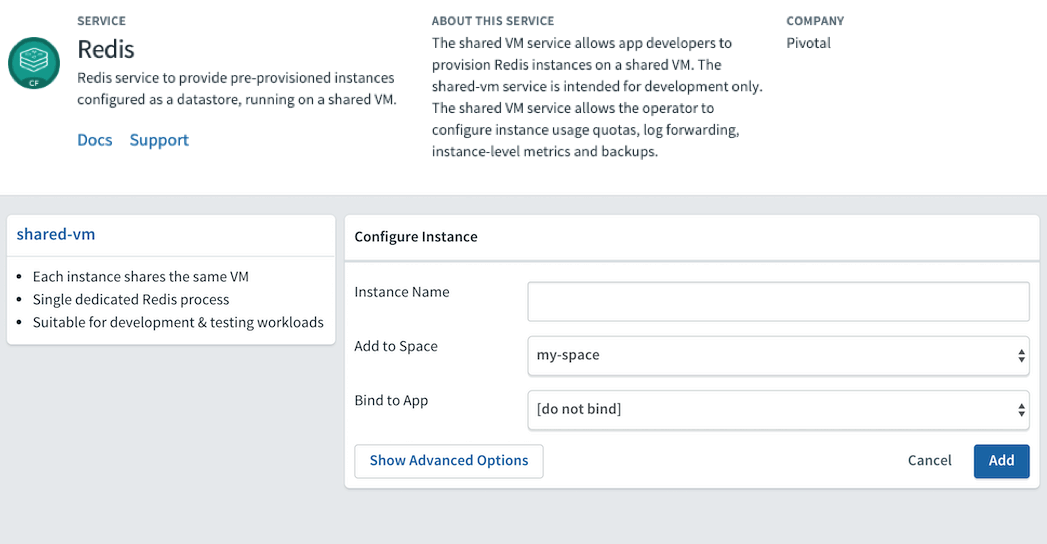 SERVICE
Redis
Redis service to provide pre-provisioned instances
configured as a datastore, running on a shared VM.
Docs Support
CF
ABOUT THIS SERVICE
The shared VM service allows app developers to
provision Redis instances on a shared VM. The
shared-vm service is intended for development only.
The shared VM service allows the operator to
configure instance usage quotas, log forwarding,
instance-level metrics and backups.
COMPANY
Pivotal
shared-vm
• Each instance shares the same VM
• Single dedicated Redis process
• Suitable for development & testing workloads
Configure Instance
Instance Name
Add to Space my-space
Bind to App [do not bind]
Show Advanced Options Cancel Add